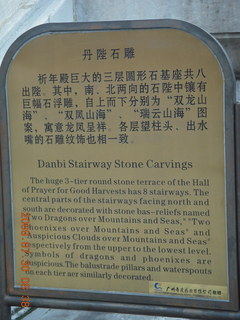 丹陛石雕
祈年殿巨大的三层圆形石基座共八
出陛。其中，南、北两向的石陛中镶有
巨幅石浮雕，自上而下分别为“双龙山
海”、“双凤山海”、“瑞云山海”图
案，寓意龙凤呈祥。各层望柱头、出水
嘴的石雕纹饰也相一致。
Danbi Stairway Stone Carvings
The huge 3-tier round stone terrace of the Hall
of Prayer for Good Harvests has 8 stairways. The
central parts of the stairways facing north and
south are decorated with stone bas-reliefs named
"Two Dragons over Mountains and Seas," "Two
Phoenixes over Mountains and Seas" and
"Auspicious Clouds over Mountains and Seas"
respectively from the upper to the lowest level.
Symbols of dragons and phoenixes are
auspicious. The balustrade pillars and waterspouts
on each tier are similarly decorated.